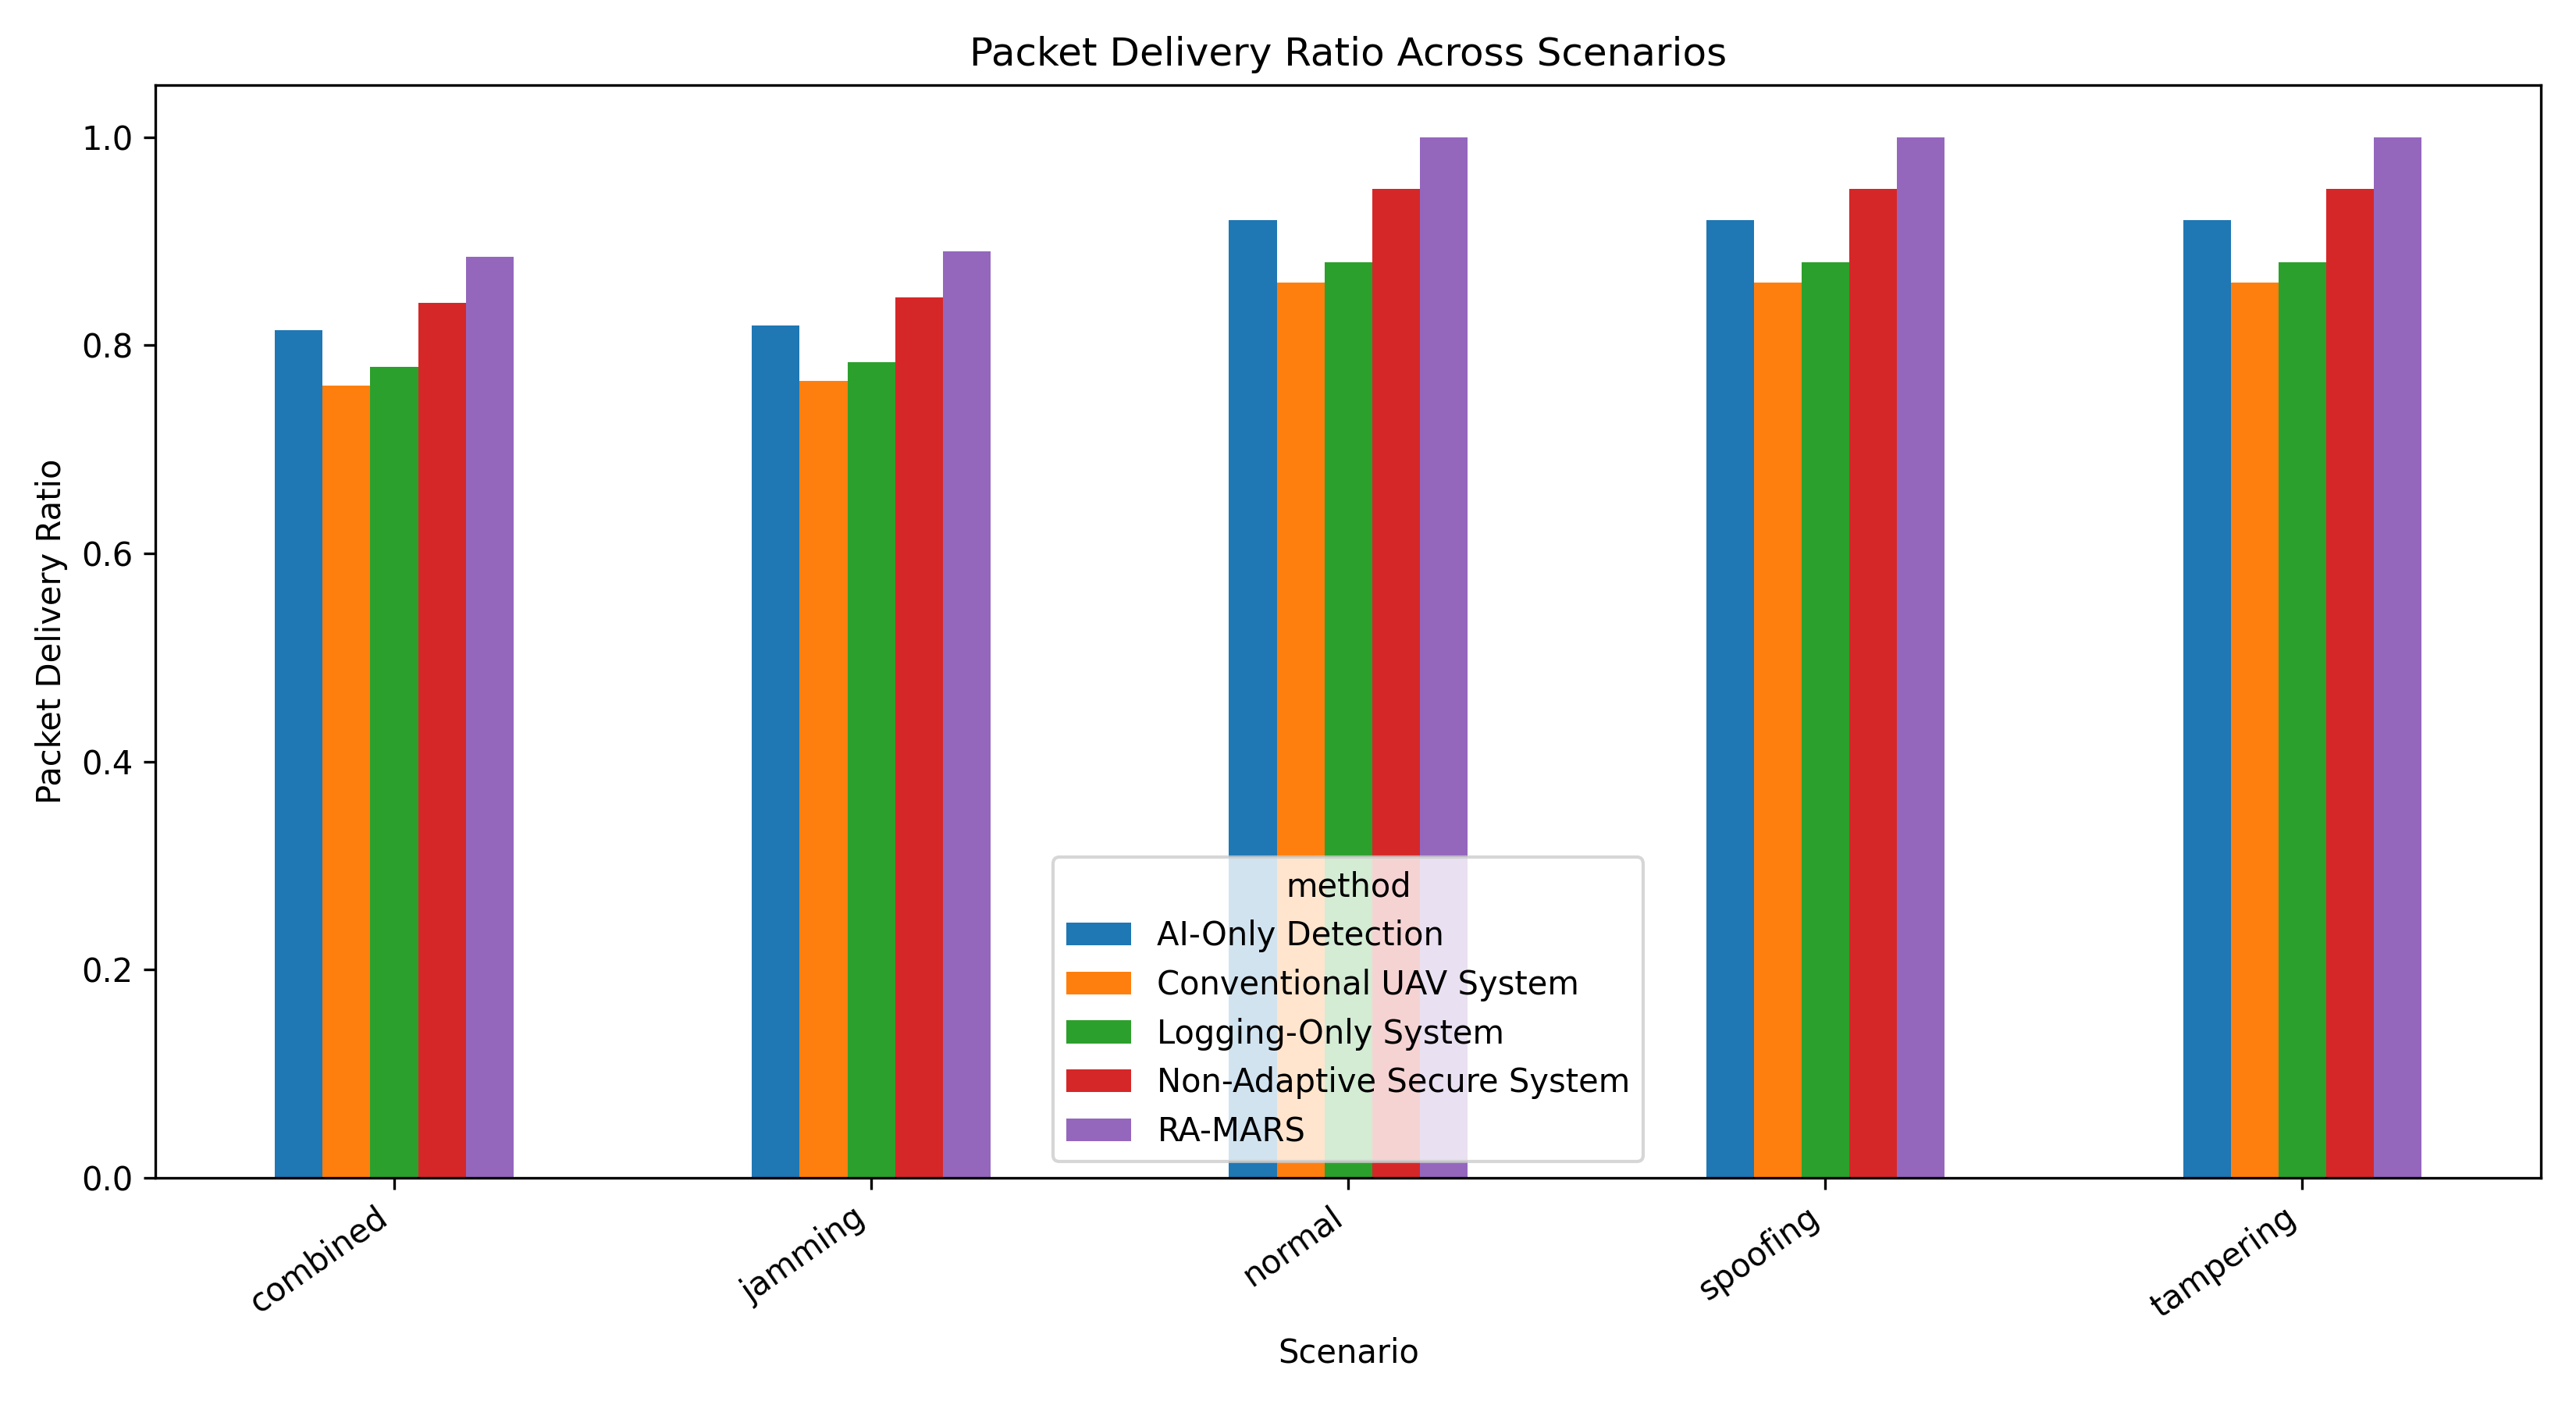 Packet Delivery Ratio Across Scenarios
Packet Delivery Ratio
1.0
0.8
0.6
0.4
0.2
0.0
method
AI-Only Detection
Conventional UAV System
Logging-Only System
Non-Adaptive Secure System
RA-MARS
combined
jamming
normal
spoofing
tampering
Scenario